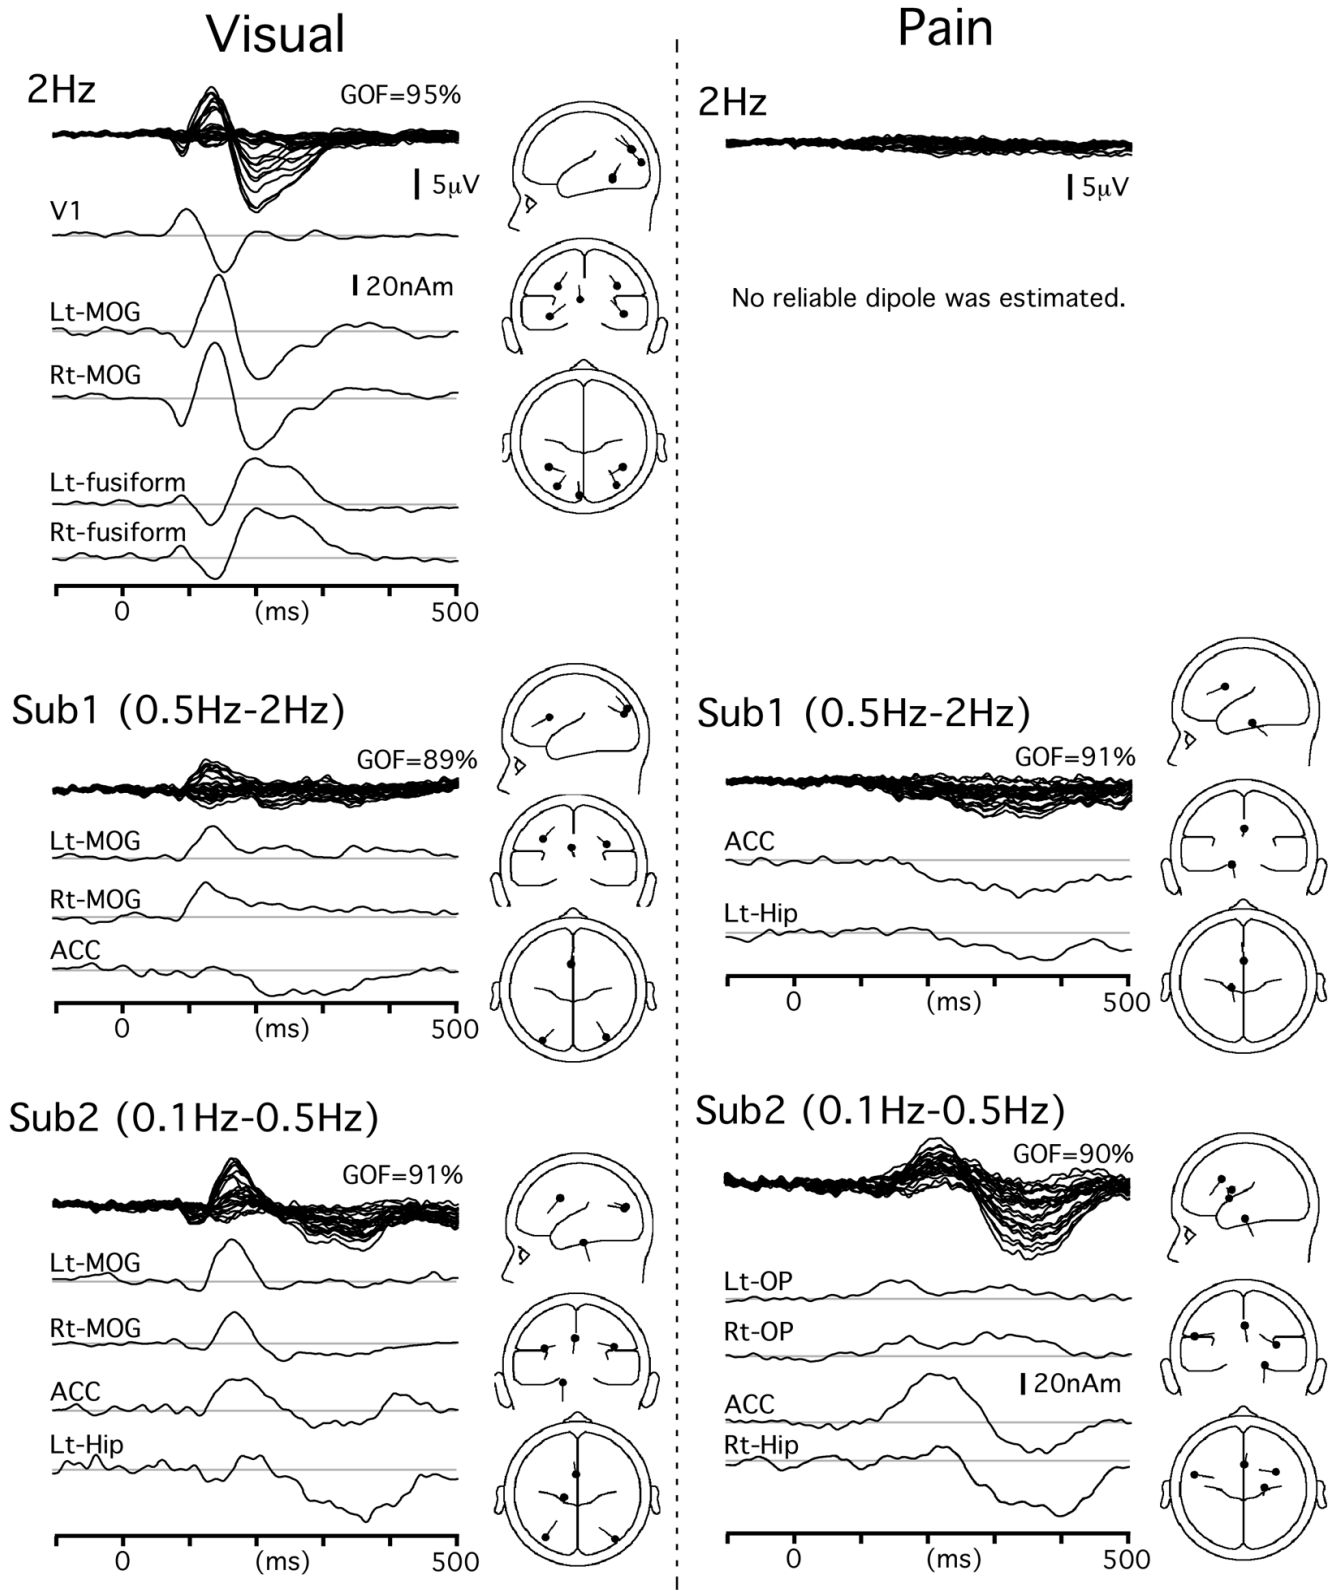 Visual
2Hz
GOF=95%
5μV
V1
20nAm
Lt-MOG
Rt-MOG
Lt-fusiform
Rt-fusiform
0 (ms) 500
Sub1 (0.5Hz-2Hz)
GOF=89%
Lt-MOG
Rt-MOG
ACC
0 (ms) 500
Sub2 (0.1Hz-0.5Hz)
GOF=91%
Lt-MOG
Rt-MOG
ACC
Lt-Hip
0 (ms) 500
Pain
2Hz
5μV
No reliable dipole was estimated.
Sub1 (0.5Hz-2Hz)
GOF=91%
ACC
Lt-Hip
0 (ms) 500
Sub2 (0.1Hz-0.5Hz)
GOF=90%
Lt-OP
Rt-OP
20nAm
ACC
Rt-Hip
0 (ms) 500